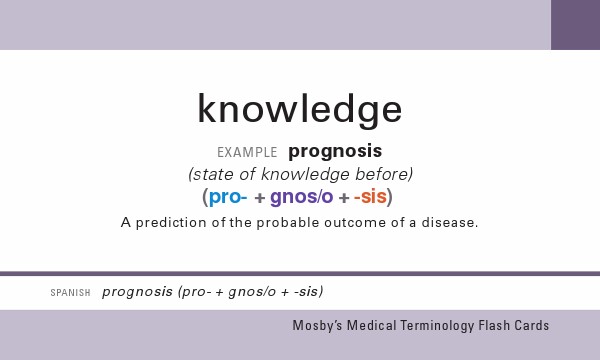 knowledge
EXAMPLE prognosis
(state of knowledge before)
(pro- + gnos/o + -sis)
A prediction of the probable outcome of a disease.
SPANISH prognosis (pro- + gnos/o + -sis)
Mosby's Medical Terminology Flash Cards